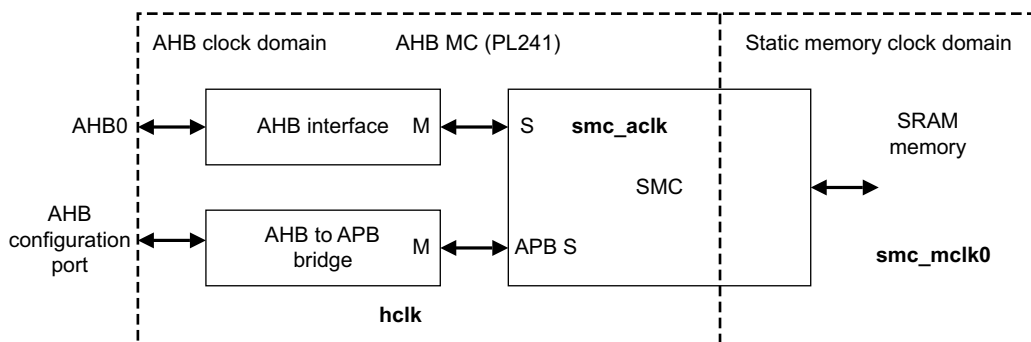 AHB clock domain
AHB MC (PL241)
Static memory clock domain
AHB0
AHB interface
M
S
smc_aclk
SRAM
memory
SMC
AHB
configuration
port
AHB to APB
bridge
M
APB S
smc_mclk0
hclk